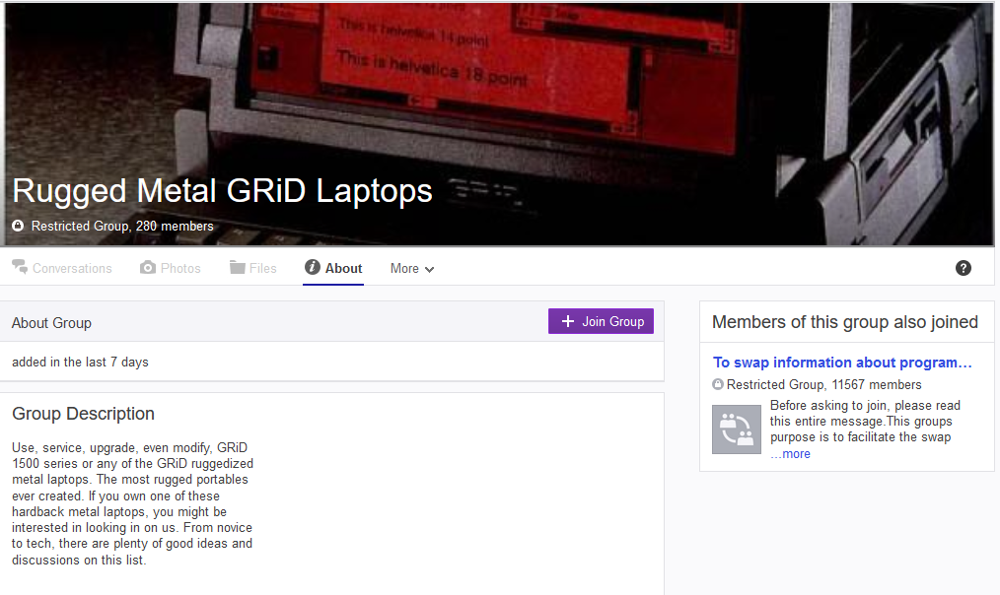 This is helvetica 14 point
This is helvetica 18 point
GRiD
Rugged Metal GRiD Laptops
Restricted Group, 280 members
Conversations
Photos
Files
About
More
About Group
+ Join Group
added in the last 7 days
Group Description
Use, service, upgrade, even modify, GRiD
1500 series or any of the GRiD ruggedized
metal laptops. The most rugged portables
ever created. If you own one of these
hardback metal laptops, you might be
interested in looking in on us. From novice
to tech, there are plenty of good ideas and
discussions on this list.
Members of this group also joined
To swap information about program…
Restricted Group, 11567 members
Before asking to join, please read
this entire message.This groups
purpose is to facilitate the swap
…more